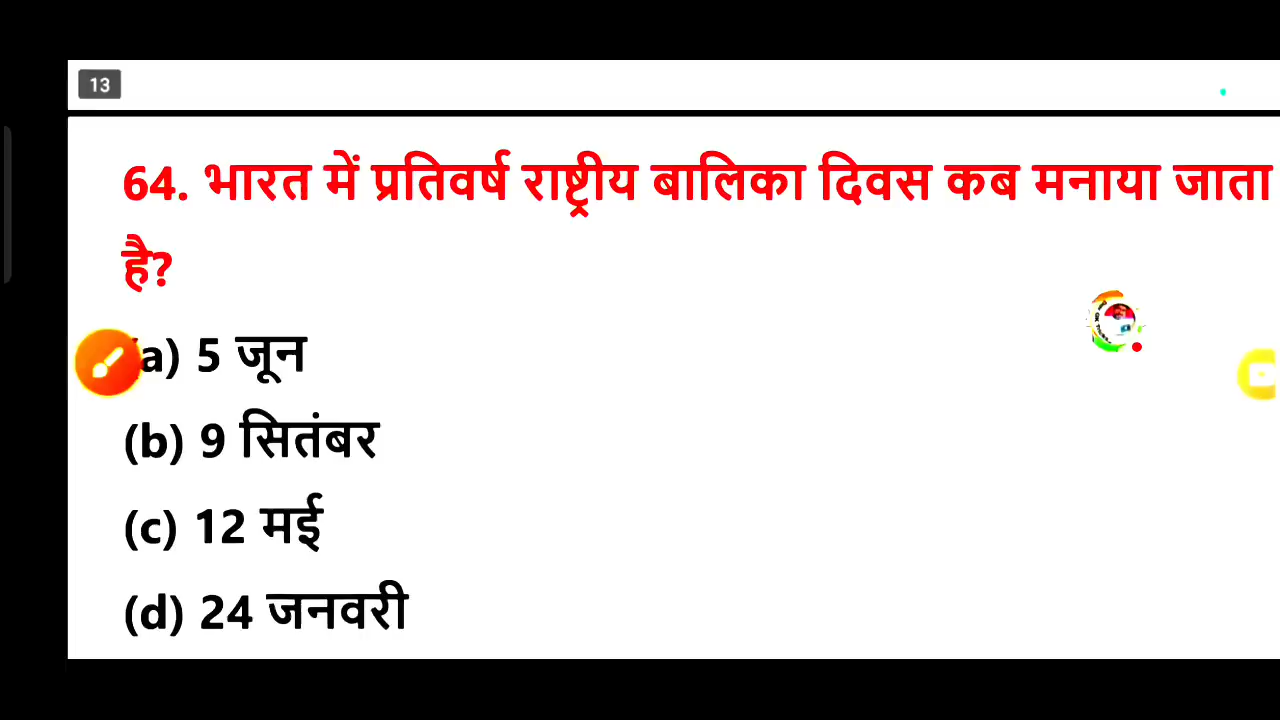 13
64. भारत में प्रतिवर्ष राष्ट्रीय बालिका दिवस कब मनाया जाता
है?
(a) 5 जून
(b) 9 सितंबर
(c) 12 मई
(d) 24 जनवरी